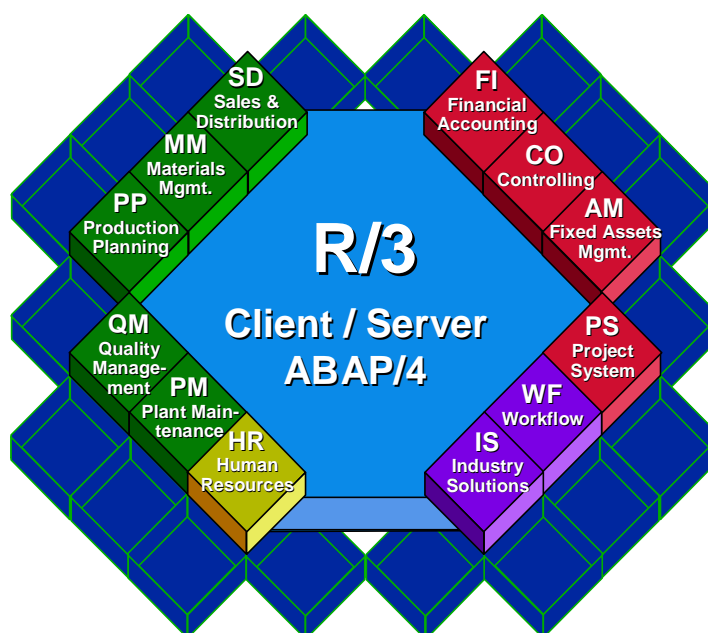 SD
Sales &
Distribution
MM
Materials
Mgmt.
PP
Production
Planning
FI
Financial
Accounting
CO
Controlling
AM
Fixed Assets
Mgmt.
R/3
Client / Server
ABAP/4
QM
Quality
Manage-
ment
PM
Plant Main-
tenance
HR
Human
Resources
PS
Project
System
WF
Workflow
IS
Industry
Solutions